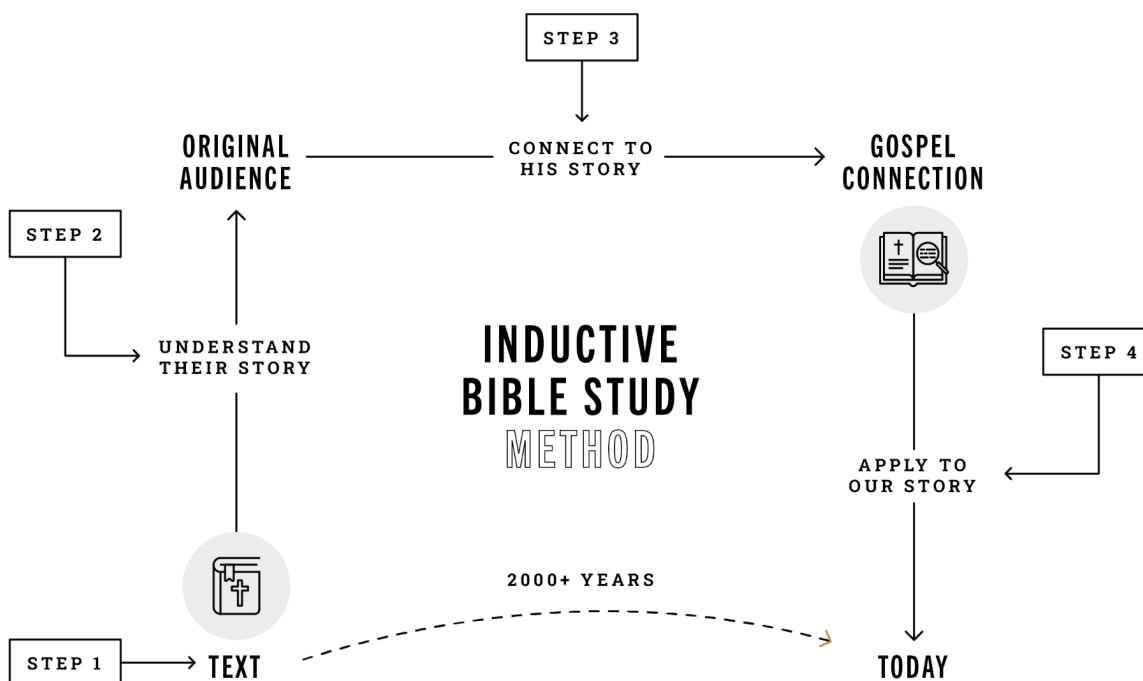 STEP 3
ORIGINAL
AUDIENCE
CONNECT TO
HIS STORY
GOSPEL
CONNECTION
STEP 2
UNDERSTAND
THEIR STORY
INDUCTIVE
BIBLE STUDY
METHOD
STEP 4
APPLY TO
OUR STORY
2000+ YEARS
STEP 1
TEXT
TODAY